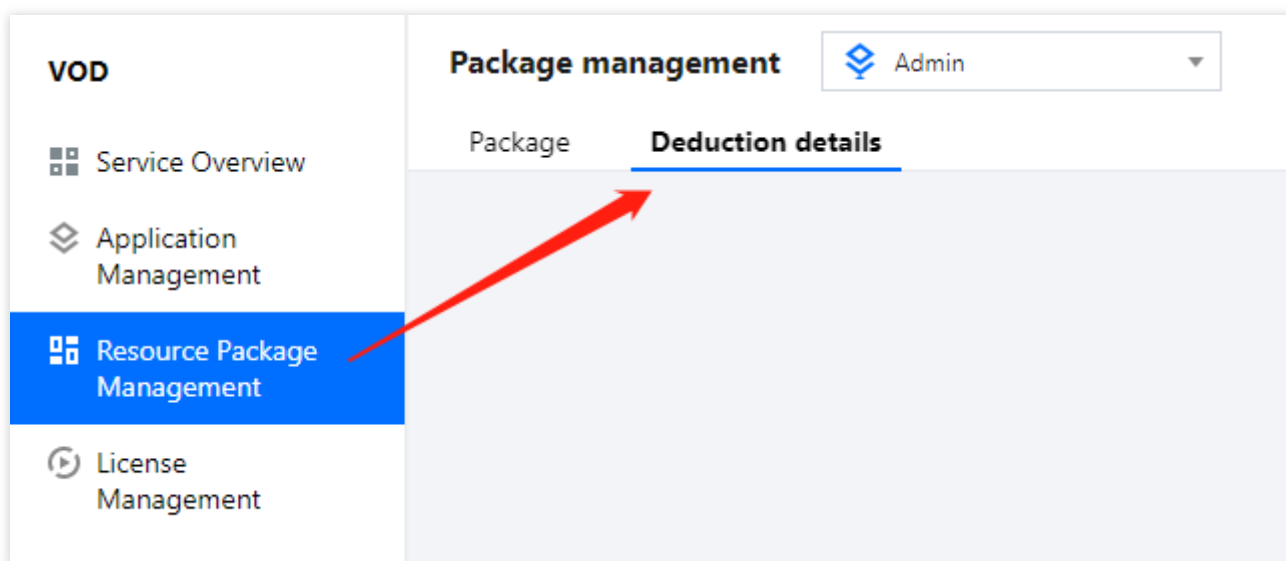 VOD
Service Overview
Application
Management
Resource Package
Management
License
Management
Package management
Admin
Package
Deduction details